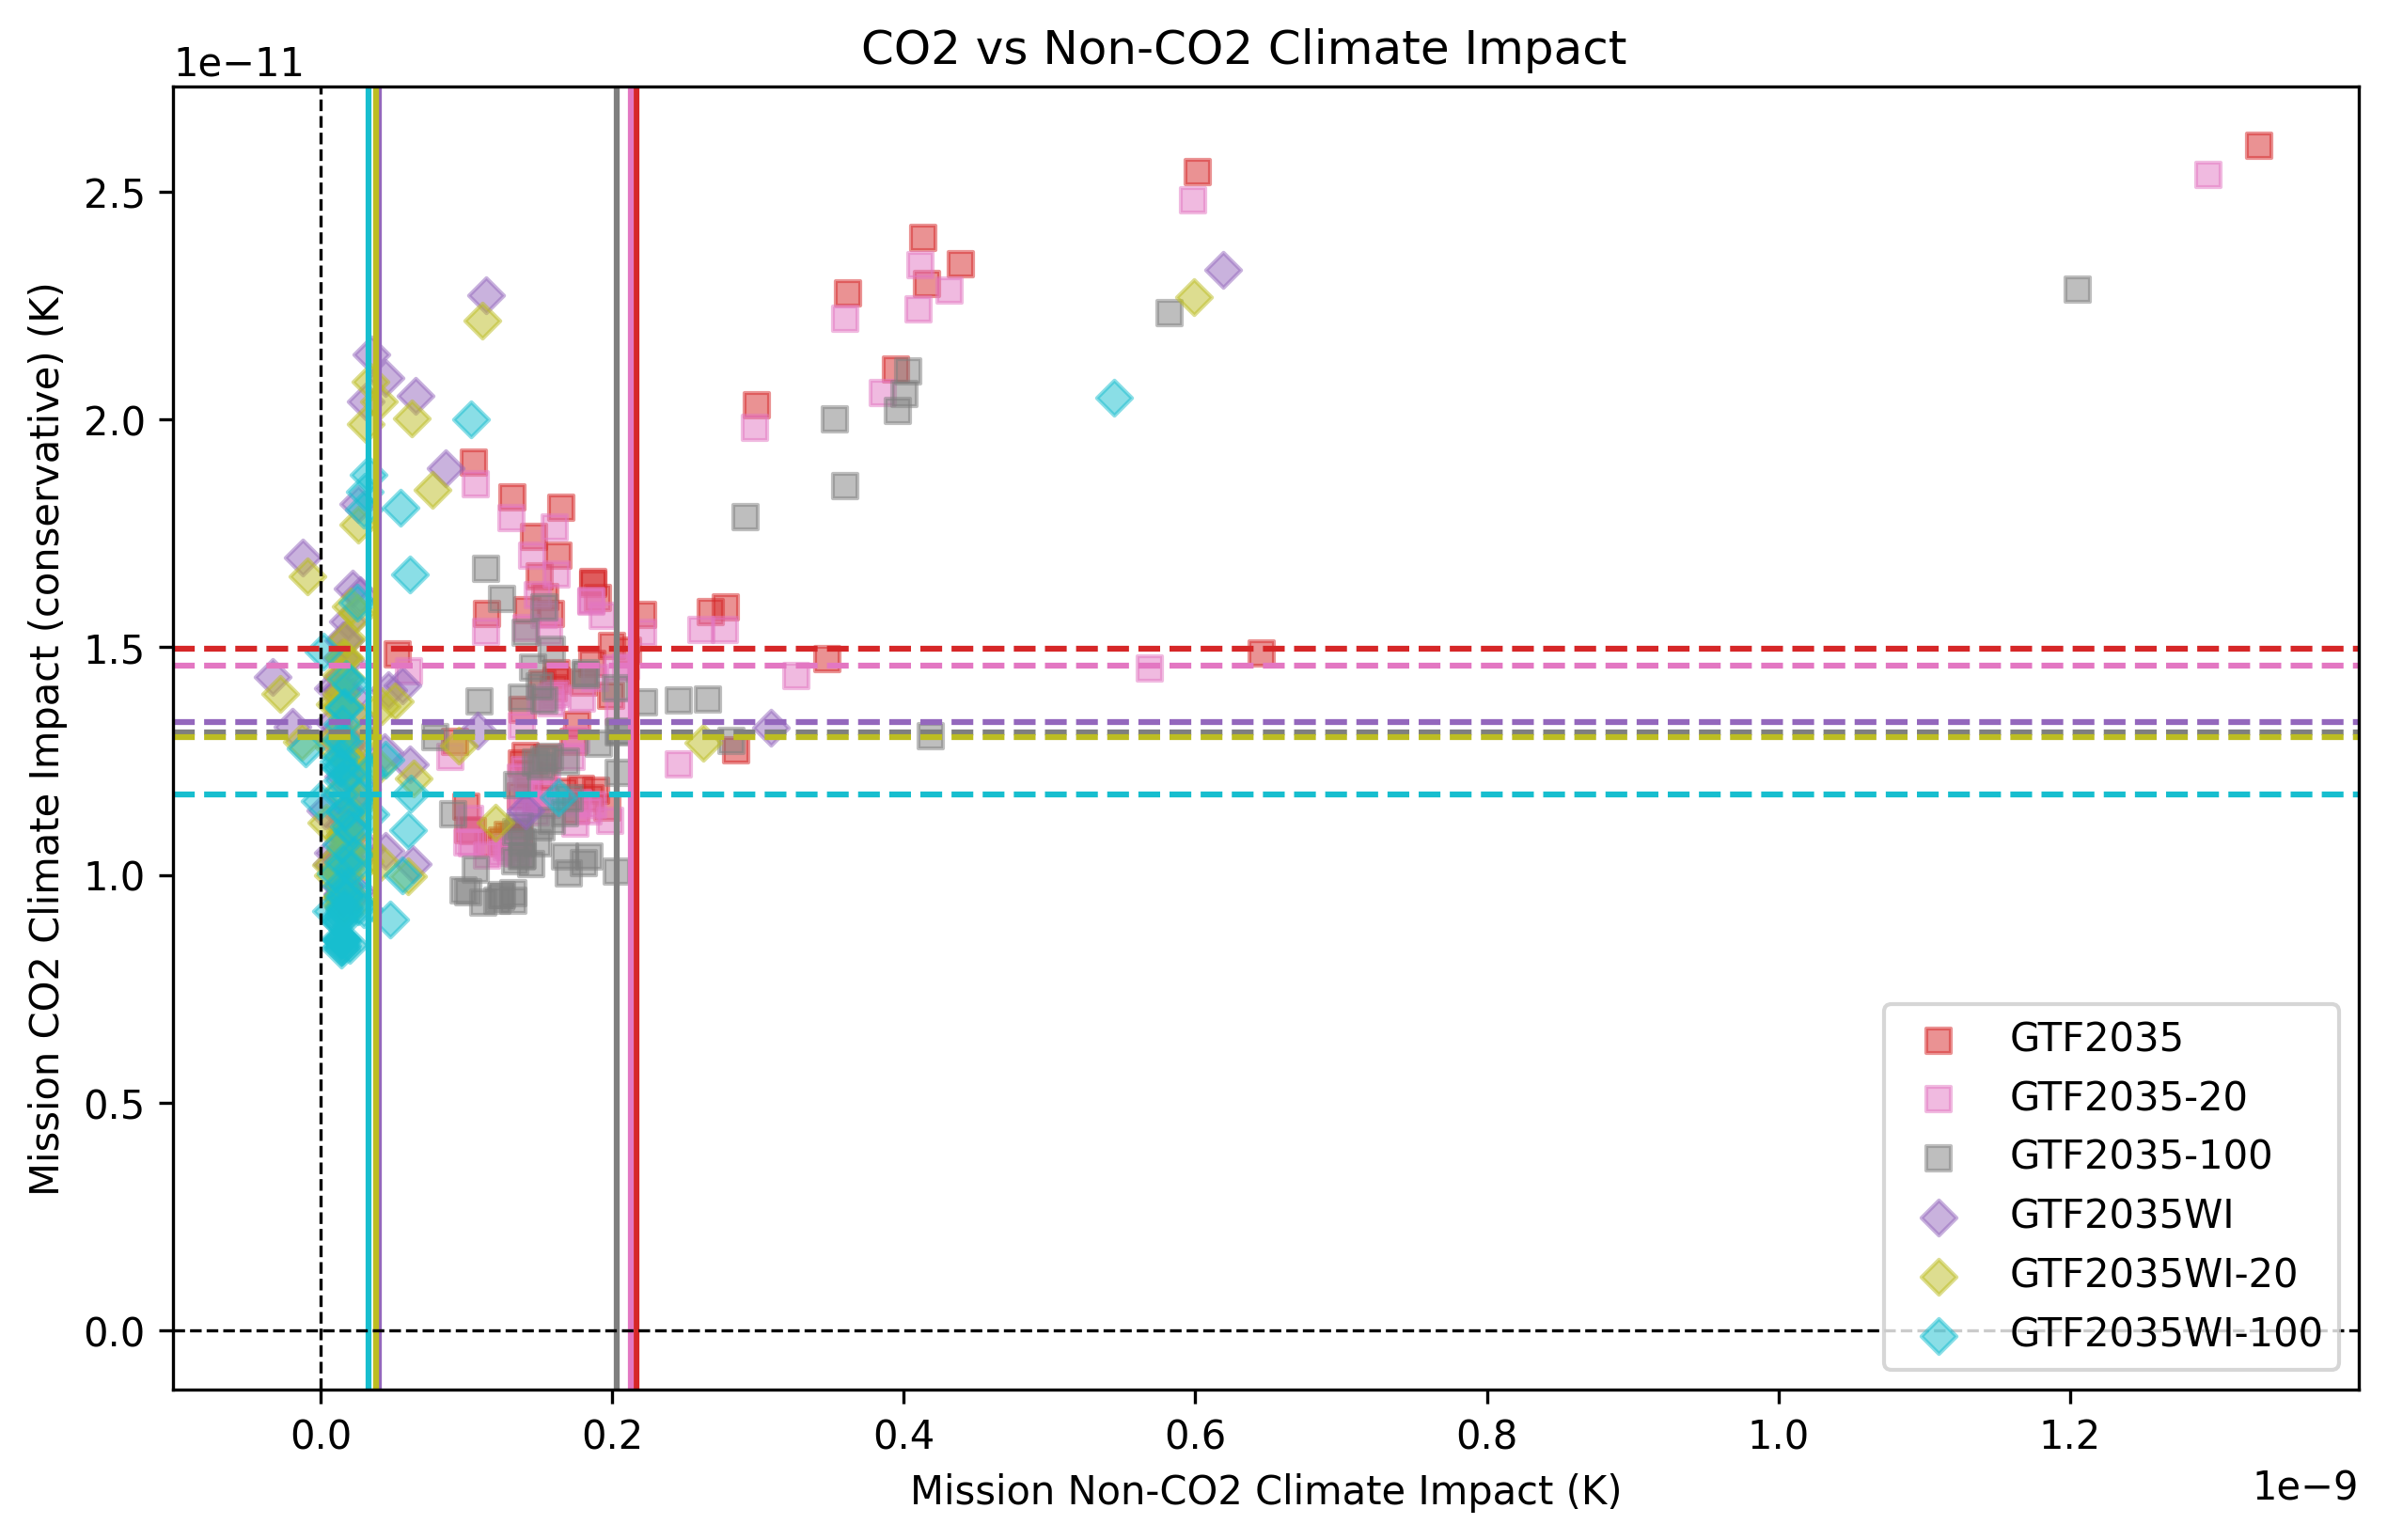 CO2 vs Non-CO2 Climate Impact
1e−11
Mission CO2 Climate Impact (conservative) (K)
2.5
2.0
1.5
1.0
0.5
0.0
GTF2035
GTF2035-20
GTF2035-100
GTF2035WI
GTF2035WI-20
GTF2035WI-100
0.0 0.2 0.4 0.6 0.8 1.0 1.2
Mission Non-CO2 Climate Impact (K)
1e−9